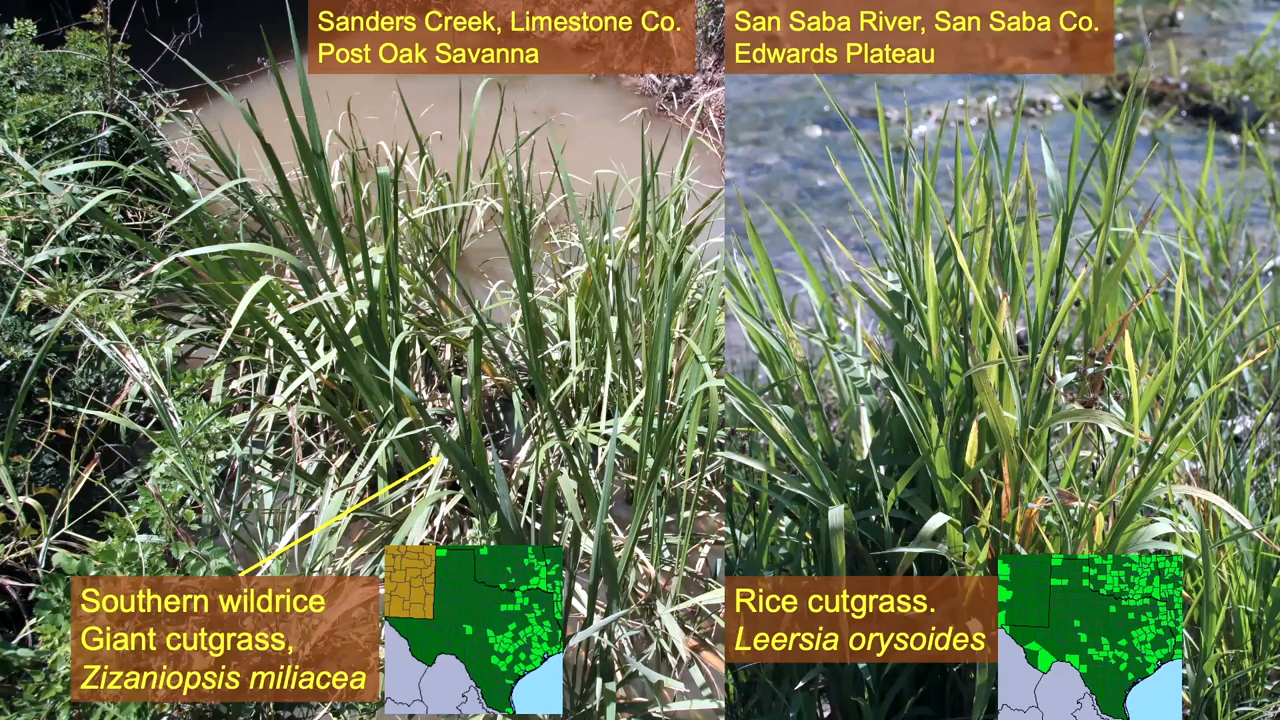 Sanders Creek, Limestone Co.
Post Oak Savanna
San Saba River, San Saba Co.
Edwards Plateau
Southern wildrice
Giant cutgrass,
Zizaniopsis miliacea
Rice cutgrass.
Leersia orysoides